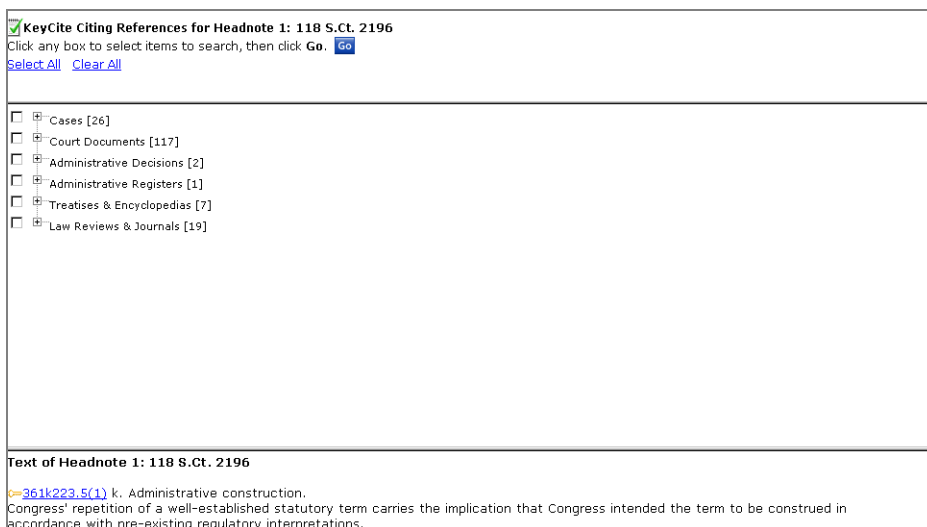 KeyCite Citing References for Headnote 1: 118 S.Ct. 2196
Click any box to select items to search, then click Go. Go
Select All Clear All
Cases [26]
Court Documents [117]
Administrative Decisions [2]
Administrative Registers [1]
Treatises & Encyclopedias [7]
Law Reviews & Journals [19]
Text of Headnote 1: 118 S.Ct. 2196
361k223.5(1) k. Administrative construction.
Congress' repetition of a well-established statutory term carries the implication that Congress intended the term to be construed in
accordance with pre-existing regulatory interpretations.